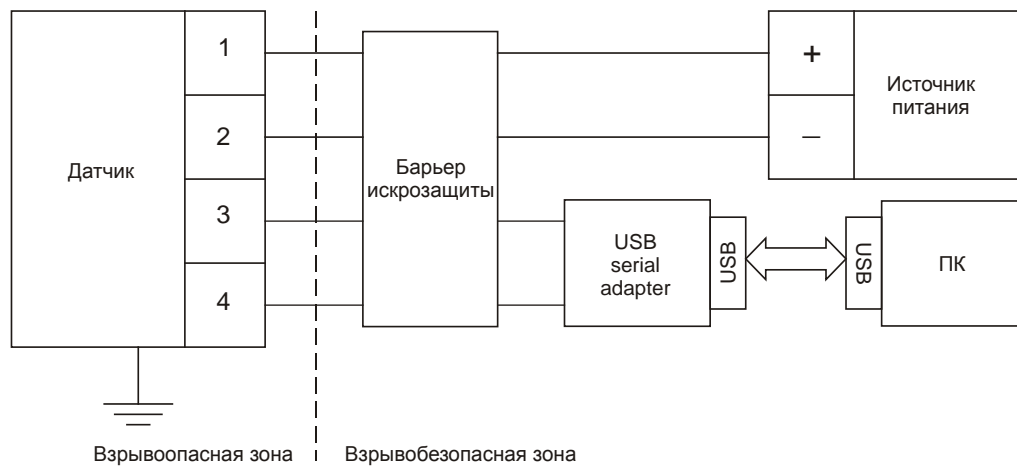 Датчик
1
2
3
4
Барьер
искрозащиты
+
–
Источник
питания
USB
serial
adapter
USB
USB
ПК
Взрывоопасная зона
Взрывобезопасная зона